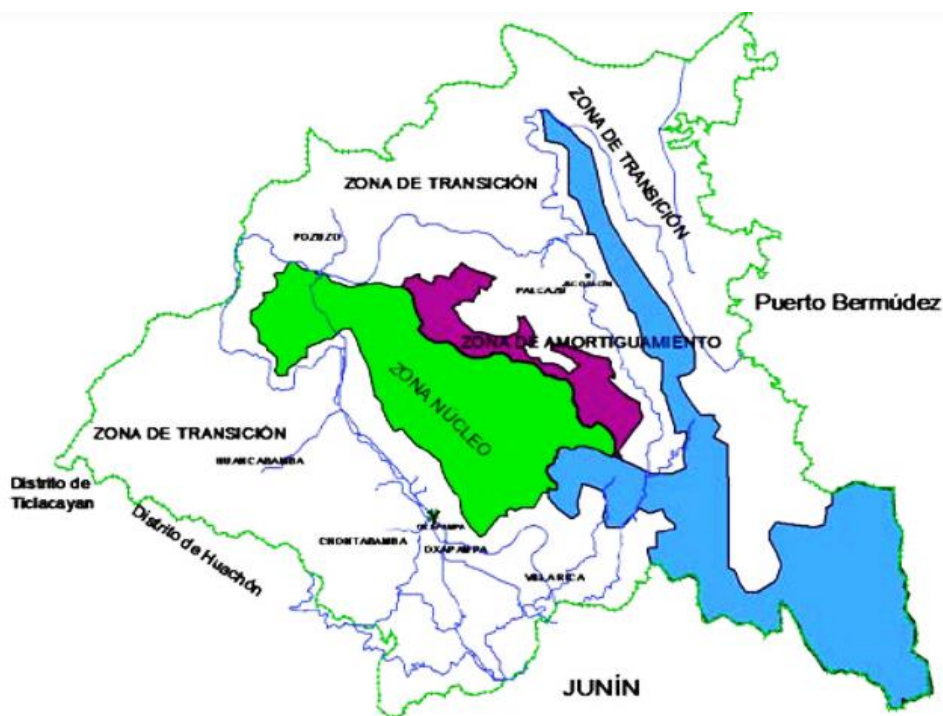 ZONA DE TRANSICIÓN
ZONA DE TRANSICIÓN
POZUZO
PALCAZU
Puerto Bermúdez
ZONA DE AMORTIGUAMIENTO
ZONA NÚCLEO
ZONA DE TRANSICIÓN
HUANCABAMBA
Distrito de
Ticlacayan
Distrito de Huachón
OXAPAMPA
CHONTABAMBA
OXAPAMPA
VILLARICA
JUNÍN